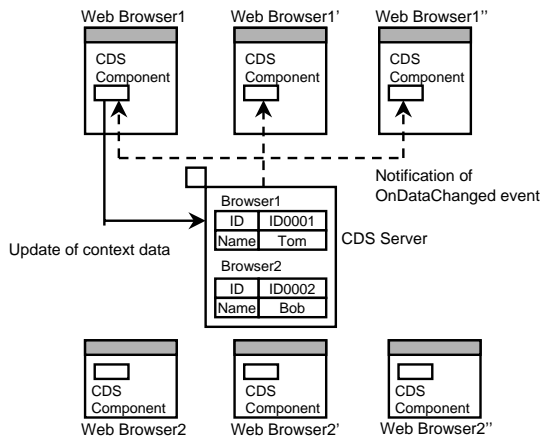 Web Browser1
Web Browser1'
Web Browser1''
CDS
Component
CDS
Component
CDS
Component
Notification of
OnDataChanged event
Browser1
ID ID0001
Name Tom
CDS Server
Update of context data
Browser2
ID ID0002
Name Bob
CDS
Component
CDS
Component
CDS
Component
Web Browser2
Web Browser2'
Web Browser2''